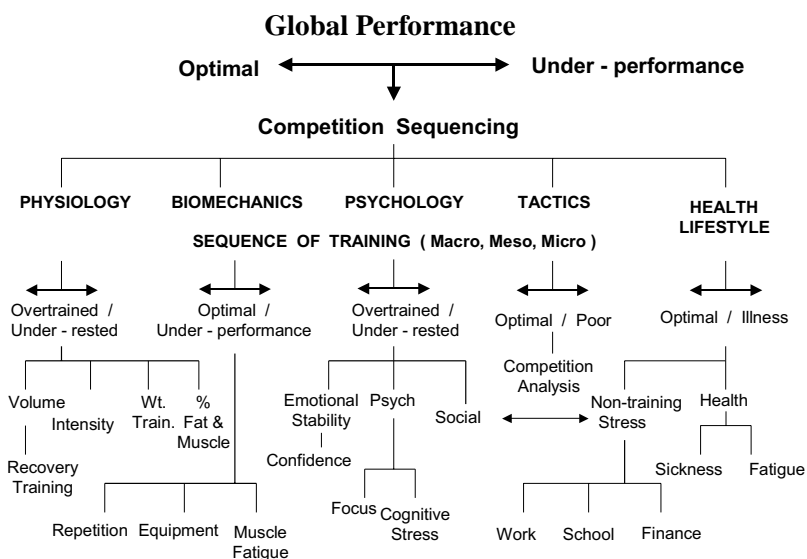 Global Performance
Optimal
Under - performance
Competition Sequencing
PHYSIOLOGY
BIOMECHANICS
PSYCHOLOGY
TACTICS
HEALTH
LIFESTYLE
SEQUENCE OF TRAINING ( Macro, Meso, Micro )
Overtrained /
Under - rested
Optimal /
Under - performance
Overtrained /
Under - rested
Optimal / Poor
Optimal / Illness
Competition
Analysis
Volume
Intensity
Wt.
Train.
%
Fat &
Muscle
Recovery
Training
Emotional
Stability
Psych
Social
Non-training
Stress
Health
Confidence
Sickness
Fatigue
Focus
Cognitive
Stress
Repetition
Equipment
Muscle
Fatigue
Work
School
Finance